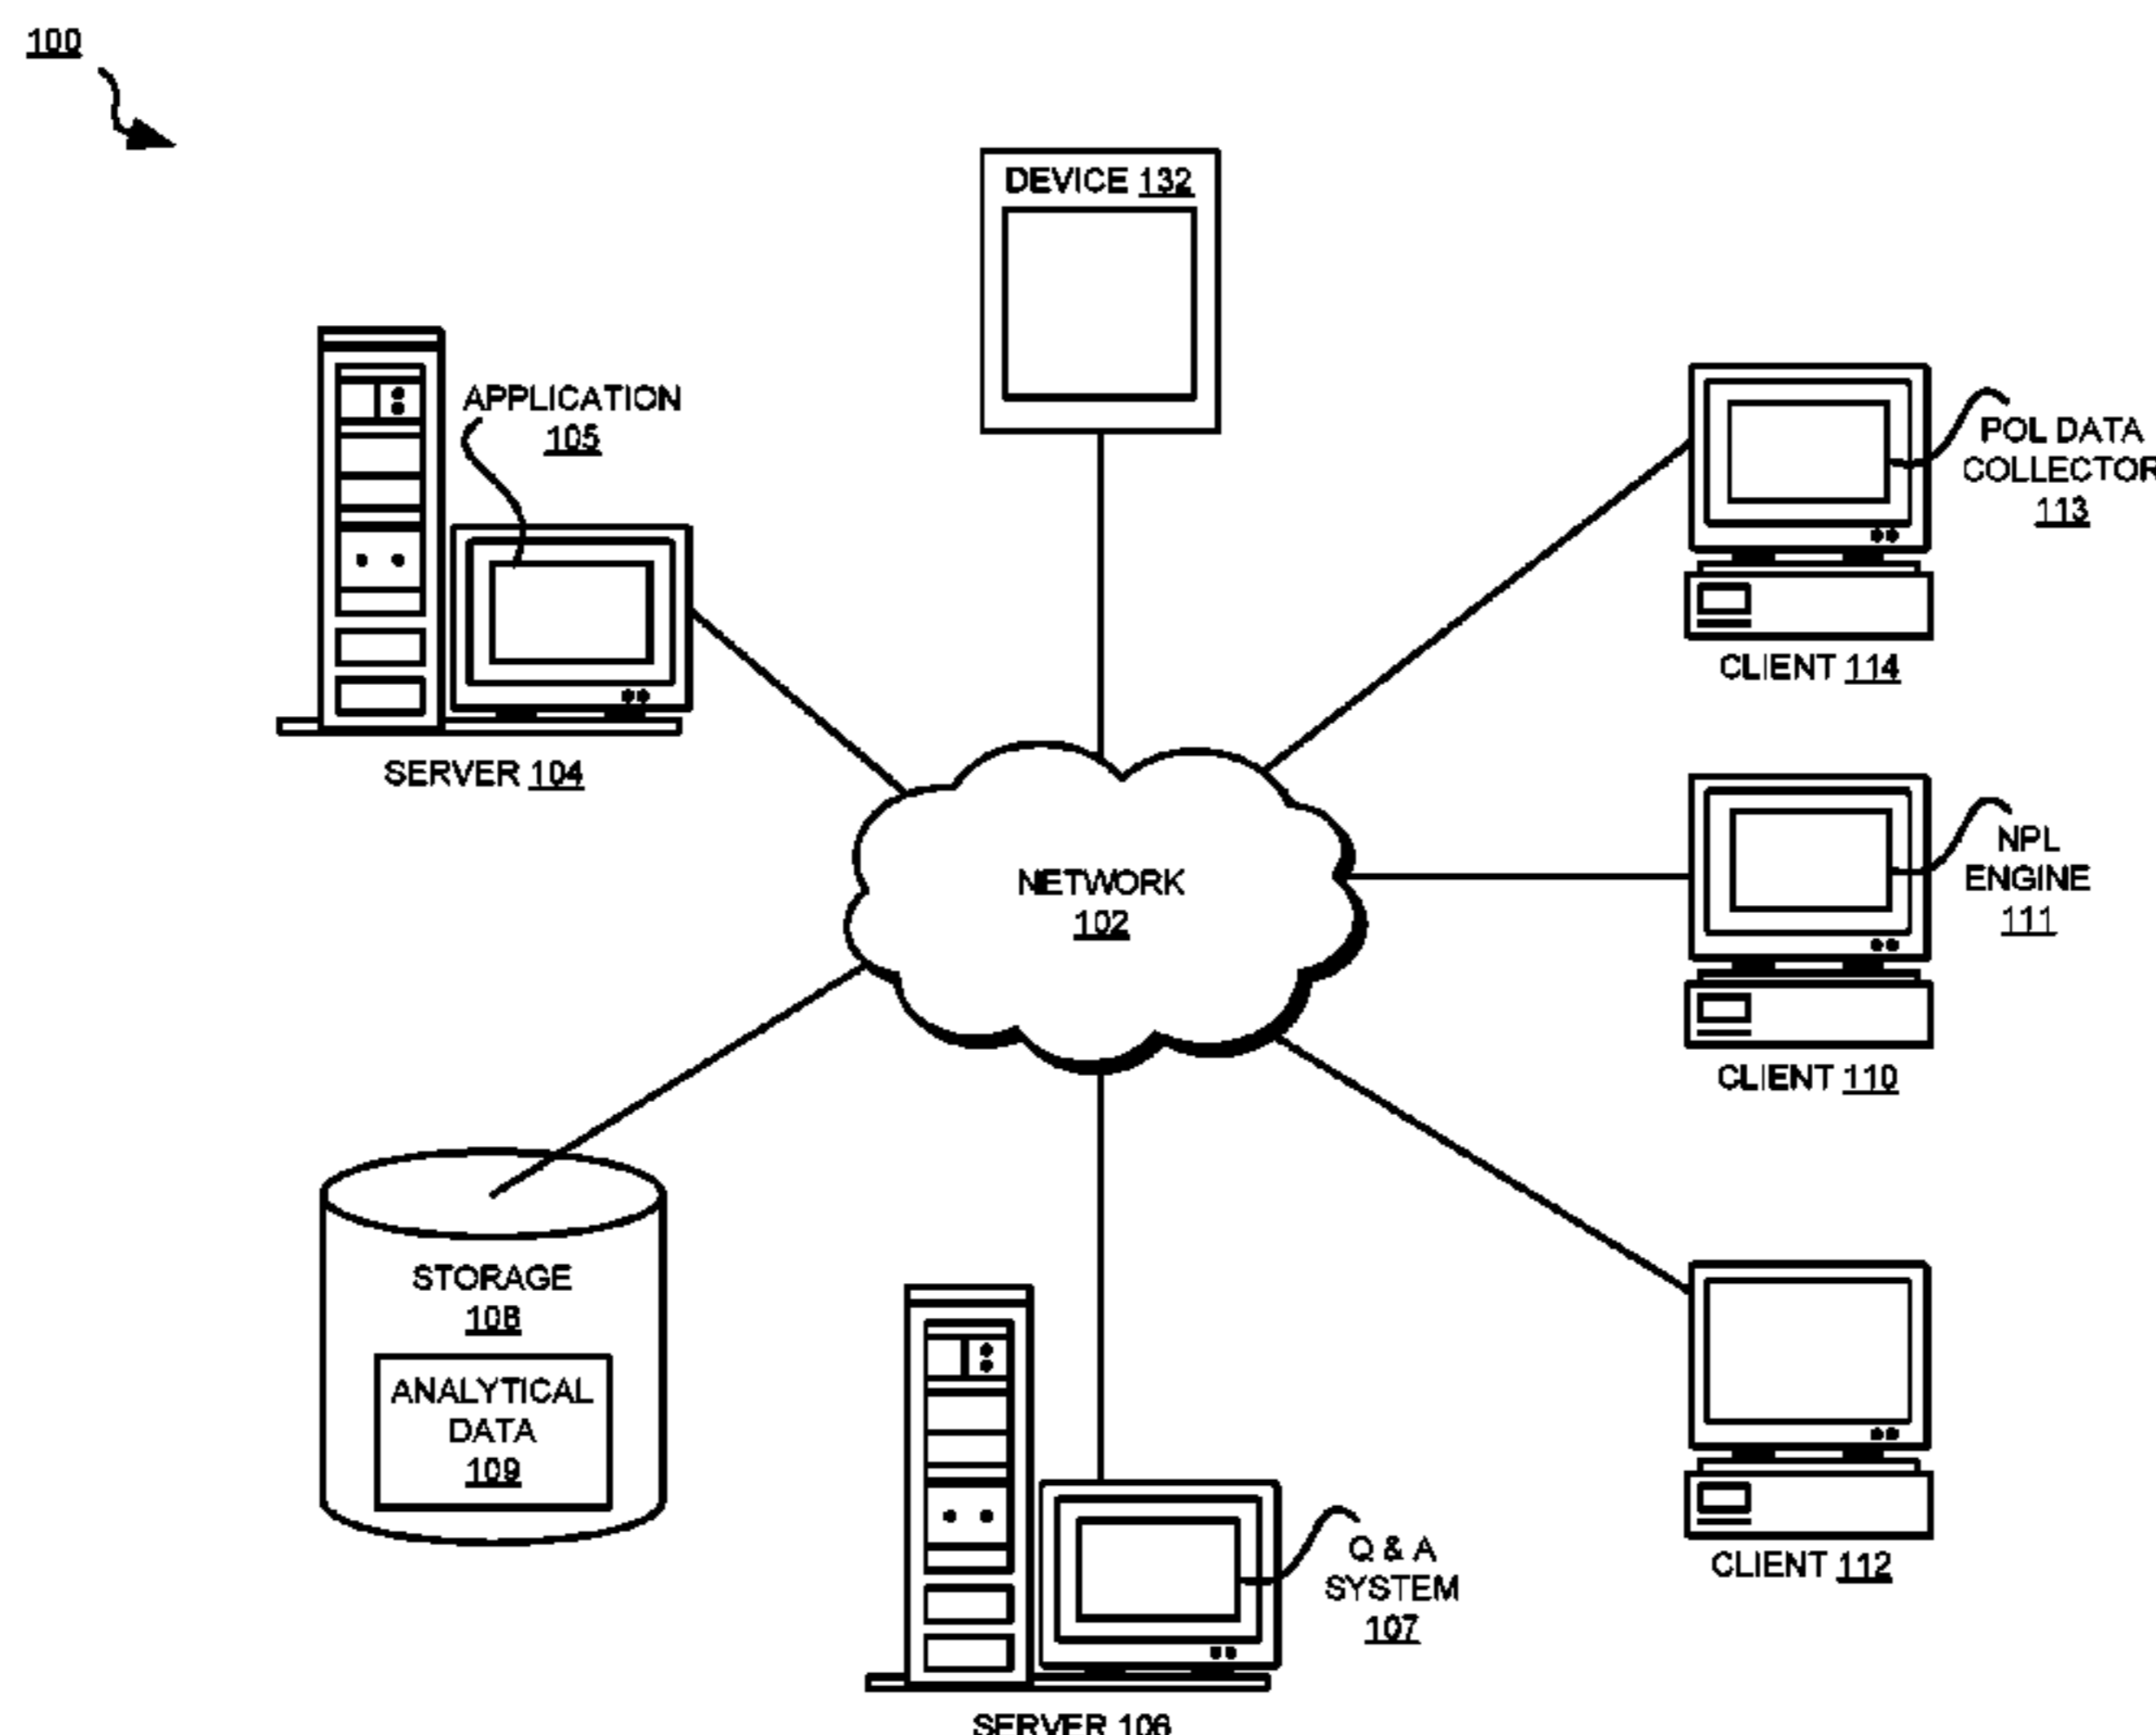 100
DEVICE 132
APPLICATION
105
POL DATA
COLLECTOR
113
CLIENT 114
SERVER 104
NETWORK
102
NPL
ENGINE
111
CLIENT 110
STORAGE
108
ANALYTICAL
DATA
109
Q & A
SYSTEM
107
CLIENT 112
SERVER 106